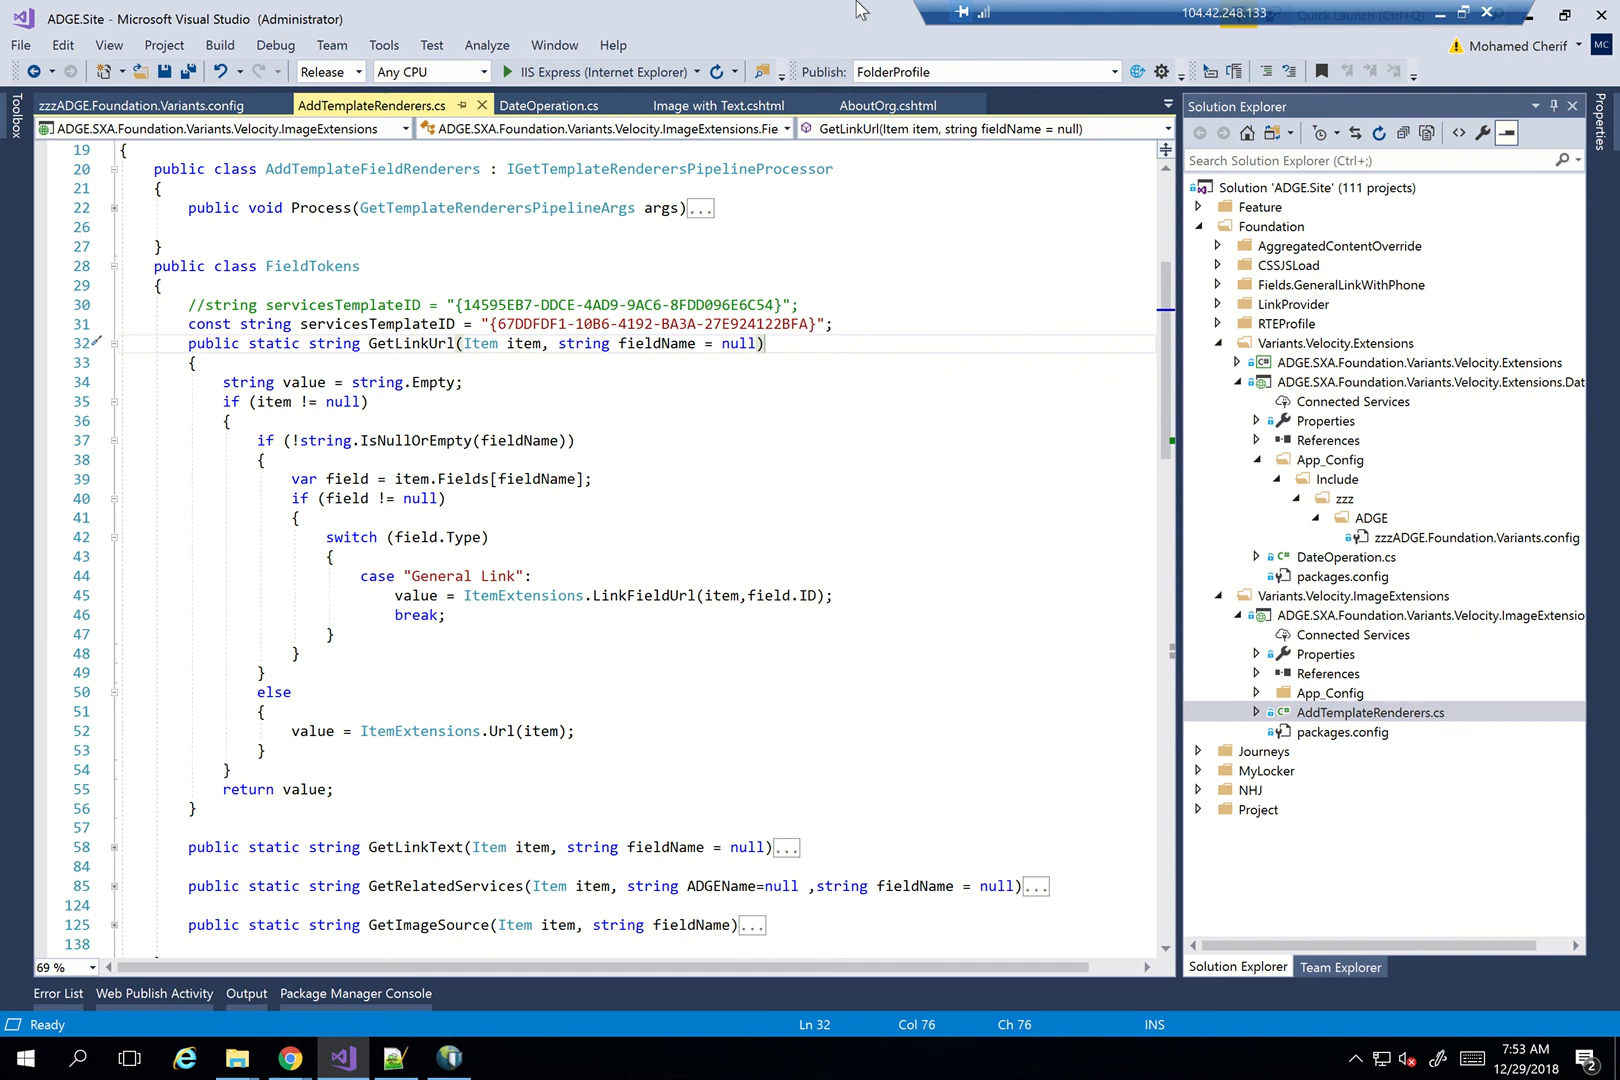 ADGE.Site - Microsoft Visual Studio (Administrator)
104.42.248.133
Quick Launch (Ctrl+Q)
File Edit View Project Build Debug Team Tools Test Analyze Window Help
Mohamed Cherif MC
Release Any CPU IIS Express (Internet Explorer) Publish: FolderProfile
Toolbox
zzzADGE.Foundation.Variants.config AddTemplateRenderers.cs DateOperation.cs Image with Text.cshtml AboutOrg.cshtml
ADGE.SXA.Foundation.Variants.Velocity.ImageExtensions ADGE.SXA.Foundation.Variants.Velocity.ImageExtensions.Fie GetLinkUrl(Item item, string fieldName = null)
19 {
20 public class AddTemplateFieldRenderers : IGetTemplateRenderersPipelineProcessor
21 {
22 public void Process(GetTemplateRenderersPipelineArgs args)...
26
27 }
28 public class FieldTokens
29 {
30 //string servicesTemplateID = "{14595EB7-DDCE-4AD9-9AC6-8FDD096E6C54}";
31 const string servicesTemplateID = "{67DDFDF1-10B6-4192-BA3A-27E924122BFA}";
32 public static string GetLinkUrl(Item item, string fieldName = null)
33 {
34 string value = string.Empty;
35 if (item != null)
36 {
37 if (!string.IsNullOrEmpty(fieldName))
38 {
39 var field = item.Fields[fieldName];
40 if (field != null)
41 {
42 switch (field.Type)
43 {
44 case "General Link":
45 value = ItemExtensions.LinkFieldUrl(item,field.ID);
46 break;
47 }
48 }
49 }
50 else
51 {
52 value = ItemExtensions.Url(item);
53 }
54 }
55 return value;
56 }
57
58 public static string GetLinkText(Item item, string fieldName = null)...
84
85 public static string GetRelatedServices(Item item, string ADGEName=null ,string fieldName = null)...
124
125 public static string GetImageSource(Item item, string fieldName)...
138
69 %
Solution Explorer
Search Solution Explorer (Ctrl+;)
Solution 'ADGE.Site' (111 projects)
Feature
Foundation
AggregatedContentOverride
CSSJSLoad
Fields.GeneralLinkWithPhone
LinkProvider
RTEProfile
Variants.Velocity.Extensions
ADGE.SXA.Foundation.Variants.Velocity.Extensions
ADGE.SXA.Foundation.Variants.Velocity.Extensions.Dat
Connected Services
Properties
References
App_Config
Include
zzz
ADGE
zzzADGE.Foundation.Variants.config
C# DateOperation.cs
packages.config
Variants.Velocity.ImageExtensions
ADGE.SXA.Foundation.Variants.Velocity.ImageExtensio
Connected Services
Properties
References
App_Config
C# AddTemplateRenderers.cs
packages.config
Journeys
MyLocker
NHJ
Project
Solution Explorer Team Explorer
Properties
Error List Web Publish Activity Output Package Manager Console
Ready Ln 32 Col 76 Ch 76 INS
7:53 AM
12/29/2018
2